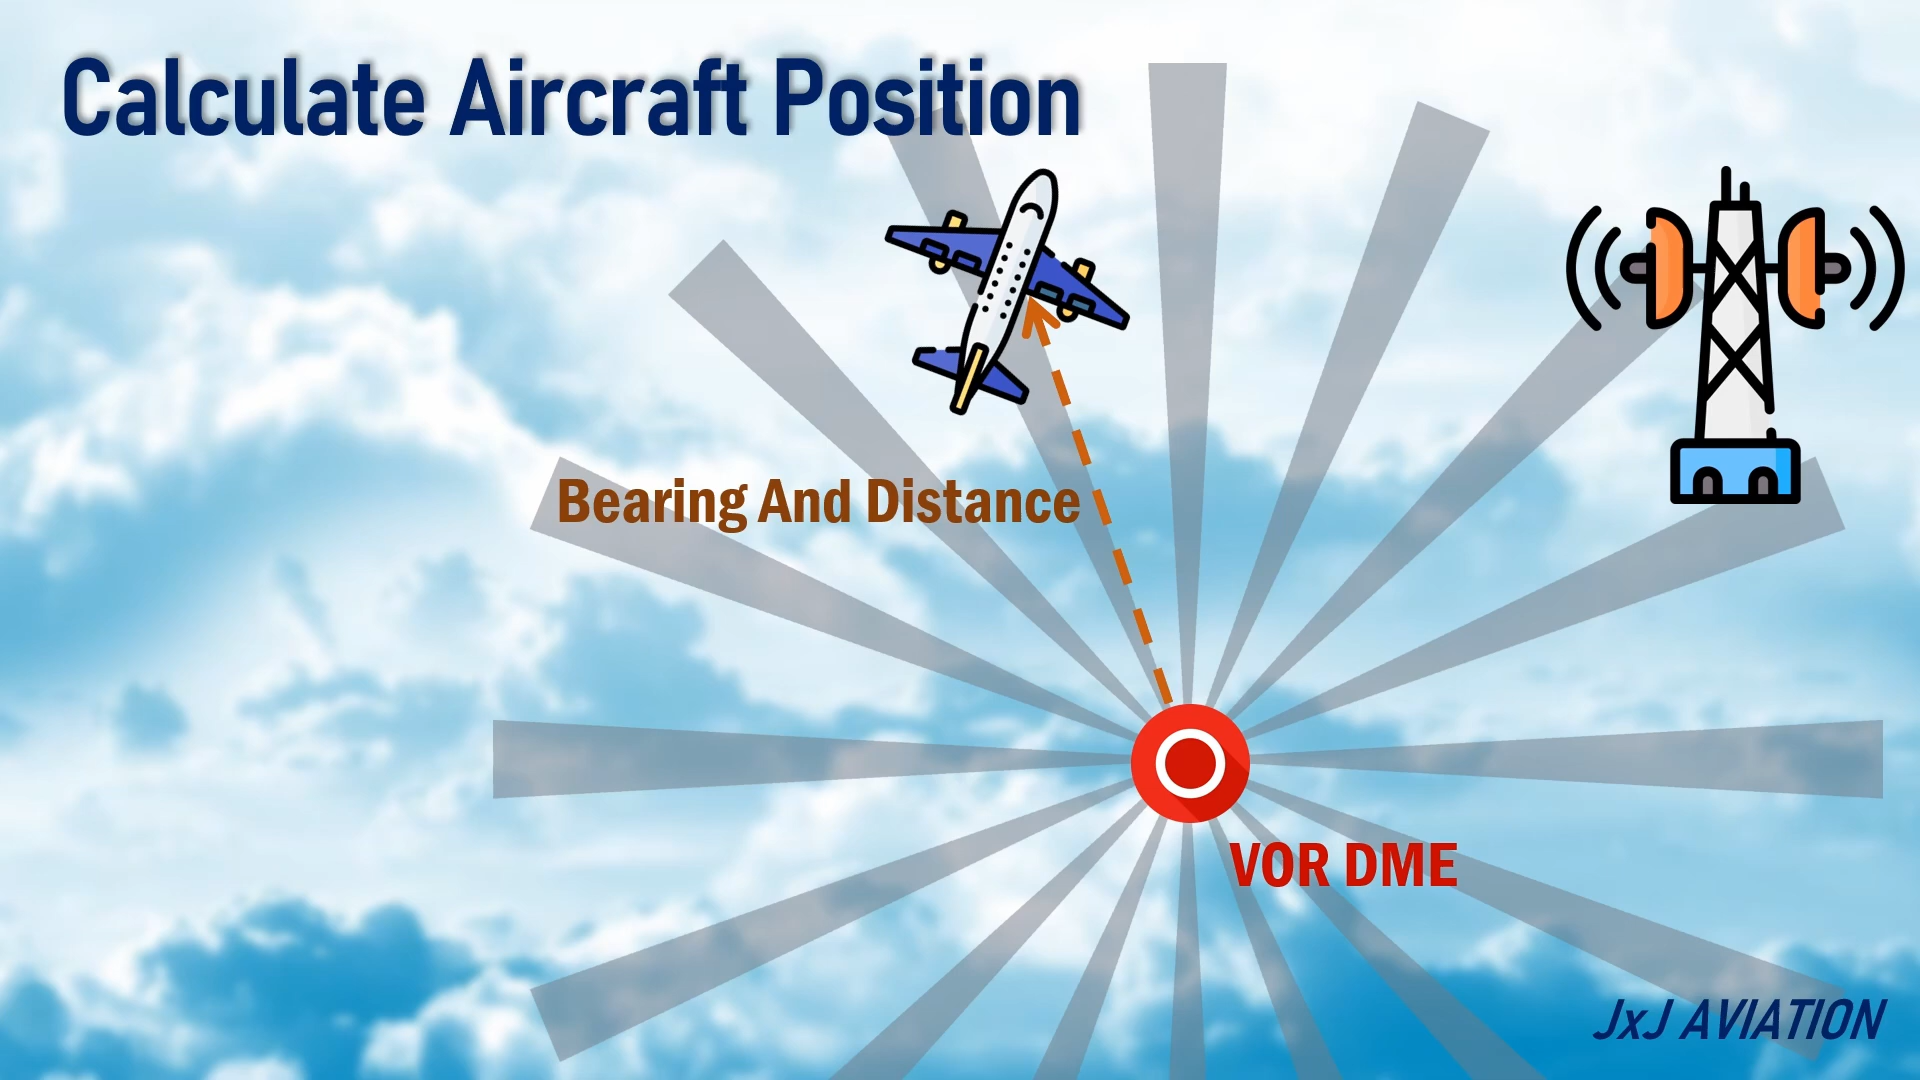 Calculate Aircraft Position
Bearing And Distance
VOR DME
JxJ AVIATION